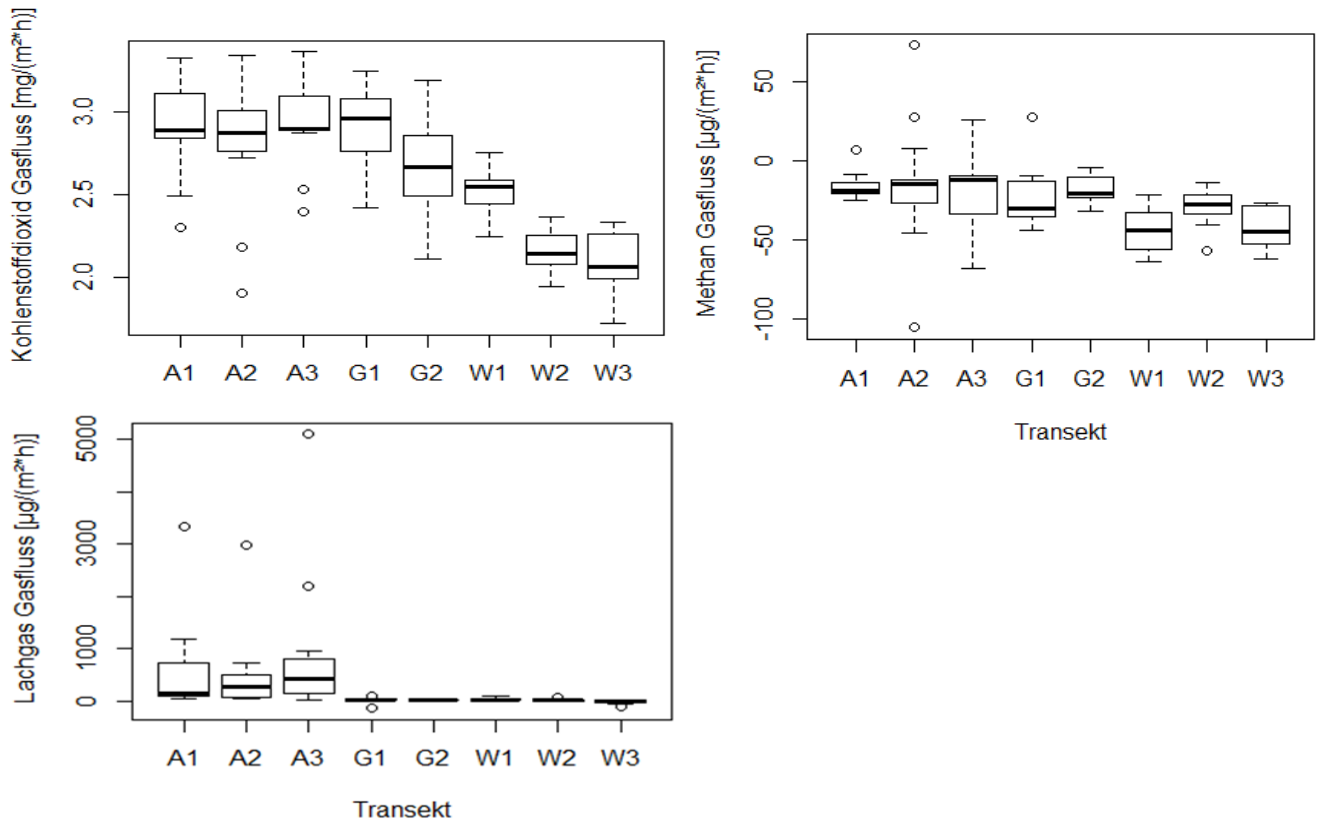 Kohlenstoffdioxid Gasfluss [mg/(m²*h)]
3.0
2.5
2.0
A1 A2 A3 G1 G2 W1 W2 W3
Methan Gasfluss [µg/(m²*h)]
50
0
-50
-100
A1 A2 A3 G1 G2 W1 W2 W3
Transekt
Lachgas Gasfluss [µg/(m²*h)]
5000
3000
1000
0
A1 A2 A3 G1 G2 W1 W2 W3
Transekt